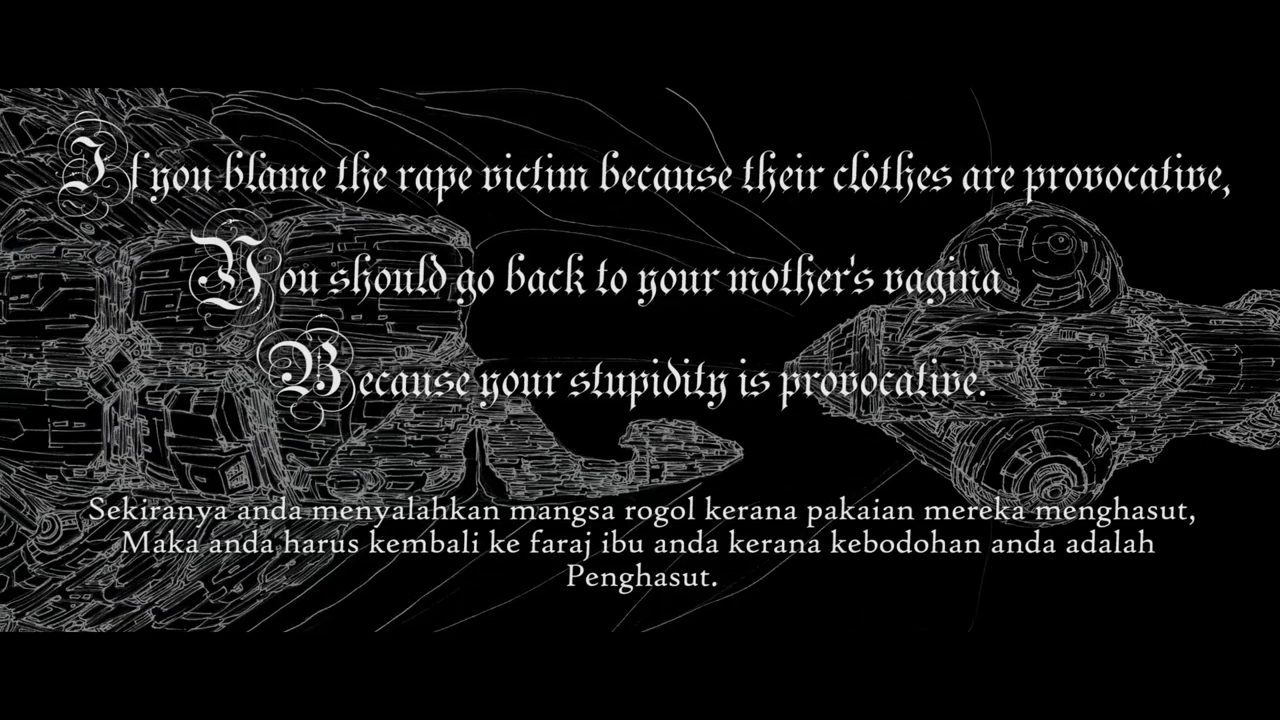 If you blame the rape victim because their clothes are provocative,
You should go back to your mother's vagina
Because your stupidity is provocative.
Sekiranya anda menyalahkan mangsa rogol kerana pakaian mereka menghasut,
Maka anda harus kembali ke faraj ibu anda kerana kebodohan anda adalah
Penghasut.